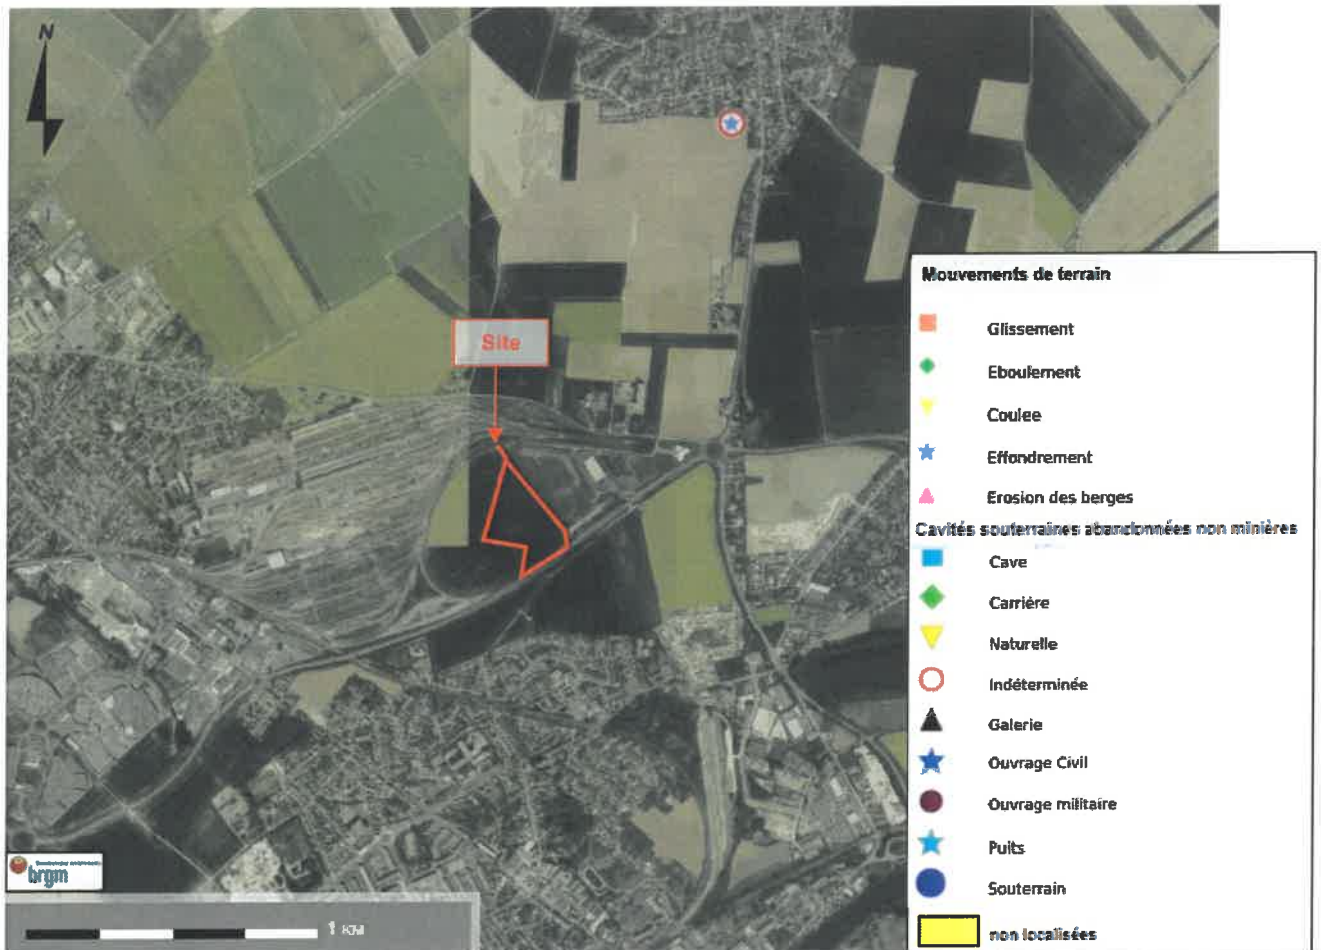 N
Site
Mouvements de terrain
Glissement
Eboulement
Coulee
Effondrement
Erosion des berges
Cavités souterraines abandonnées non minières
Cave
Carrière
Naturelle
Indéterminée
Galerie
Ouvrage Civil
Ouvrage militaire
Puits
Souterrain
non localisées
brgm
1 KM